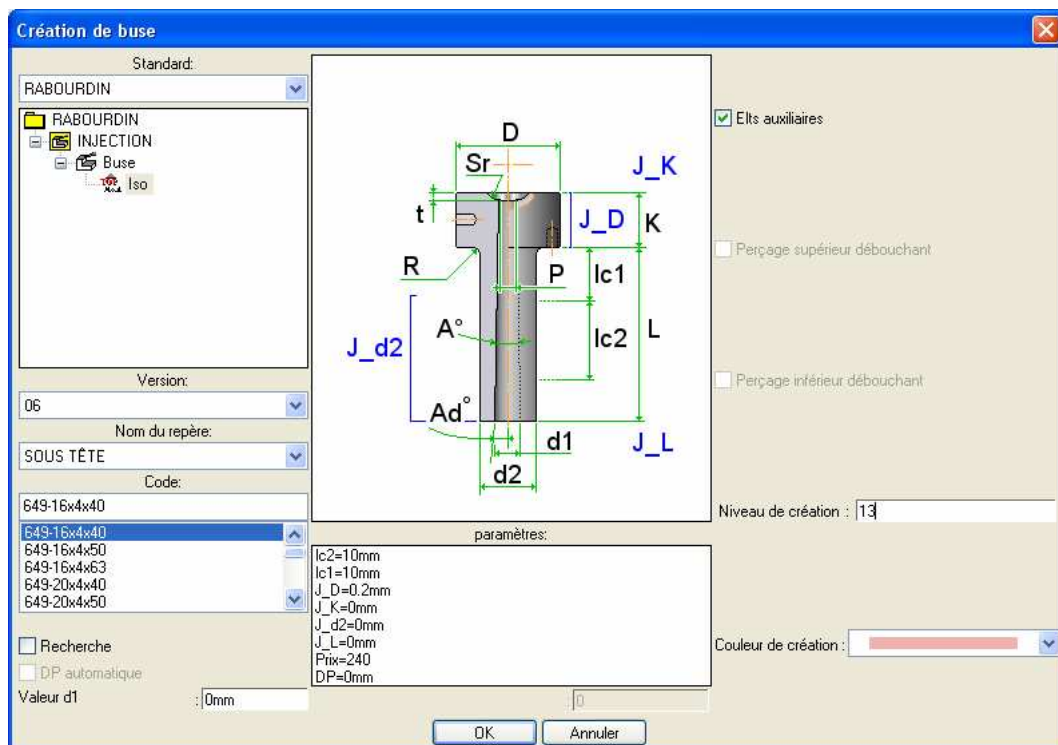 Création de buse
Standard:
RABOURDIN
RABOURDIN
INJECTION
Buse
Iso
Version:
06
Nom du repère:
SOUS TÊTE
Code:
649-16x4x40
649-16x4x40
649-16x4x50
649-16x4x63
649-20x4x40
649-20x4x50
Recherche
DP automatique
Valeur d1 : 0mm
D
Sr
J_K
t
J_D
K
R
P
lc1
A°
lc2
L
J_d2
Ad°
d1
J_L
d2
paramètres:
lc2=10mm
lc1=10mm
J_D=0.2mm
J_K=0mm
J_d2=0mm
J_L=0mm
Prix=240
DP=0mm
: 0
Elts auxiliaires
Perçage supérieur débouchant
Perçage inférieur débouchant
Niveau de création : 13
Couleur de création :
OK
Annuler